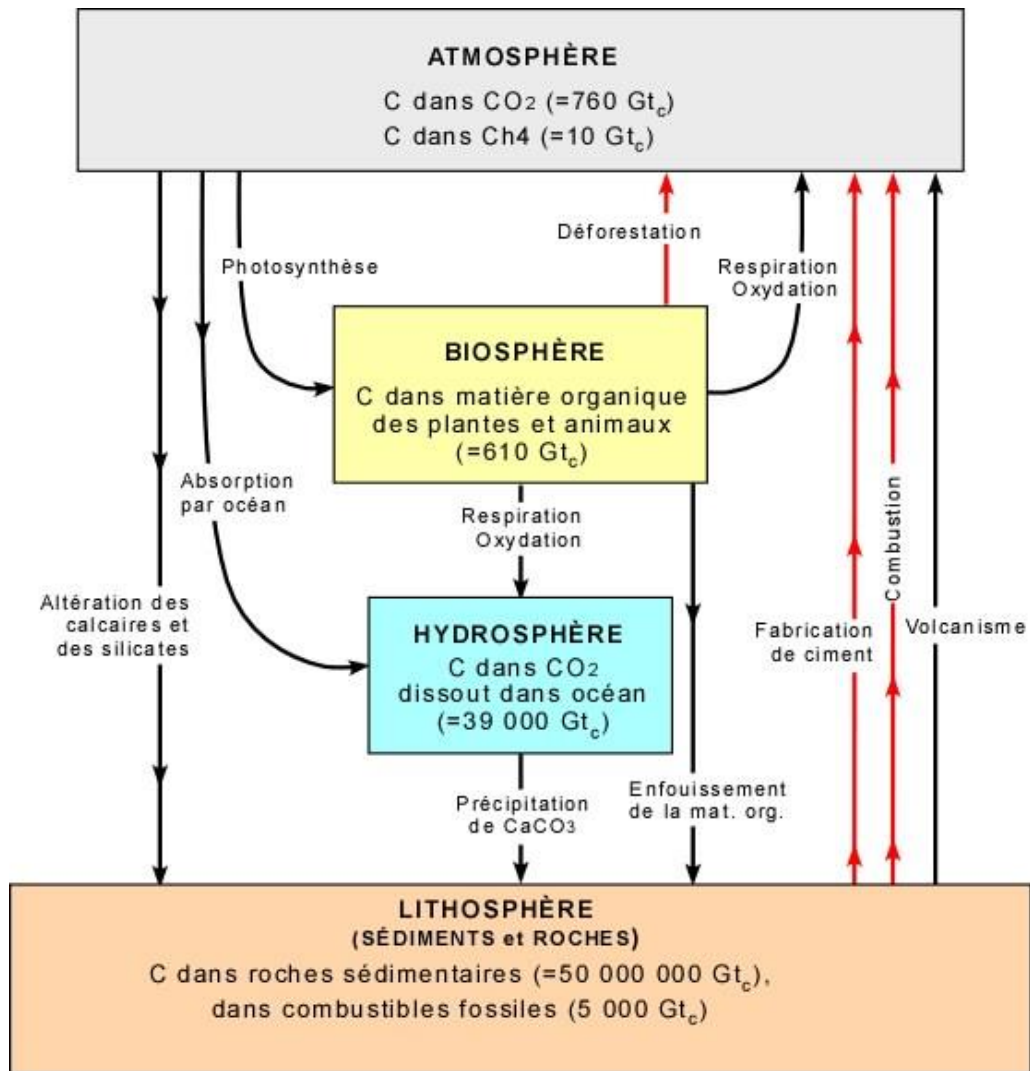 ATMOSPHÈRE
C dans CO2 (=760 Gtc)
C dans Ch4 (=10 Gtc)
Déforestation
Photosynthèse
Respiration
Oxydation
BIOSPHÈRE
C dans matière organique
des plantes et animaux
(=610 Gtc)
Absorption
par océan
Respiration
Oxydation
Combustion
Altération des
calcaires et
des silicates
HYDROSPHÈRE
C dans CO2
dissout dans océan
(=39 000 Gtc)
Fabrication
de ciment
Volcanisme
Précipitation
de CaCO3
Enfouissement
de la mat. org.
LITHOSPHÈRE
(SÉDIMENTS et ROCHES)
C dans roches sédimentaires (=50 000 000 Gtc),
dans combustibles fossiles (5 000 Gtc)